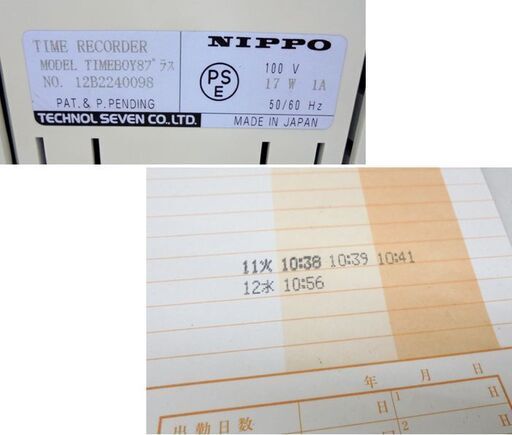 TIME RECORDER
MODEL TIMEBOY8プラス
NO. 12B2240098
PAT. & P. PENDING
TECHNOL SEVEN CO., LTD.
NIPPO
PS E
100 V
17 W 1A
50/60 Hz
MADE IN JAPAN
11火 10:38 10:39 10:41
12水 10:56
年 月 日
出勤日数 日 1 H
日 2 H